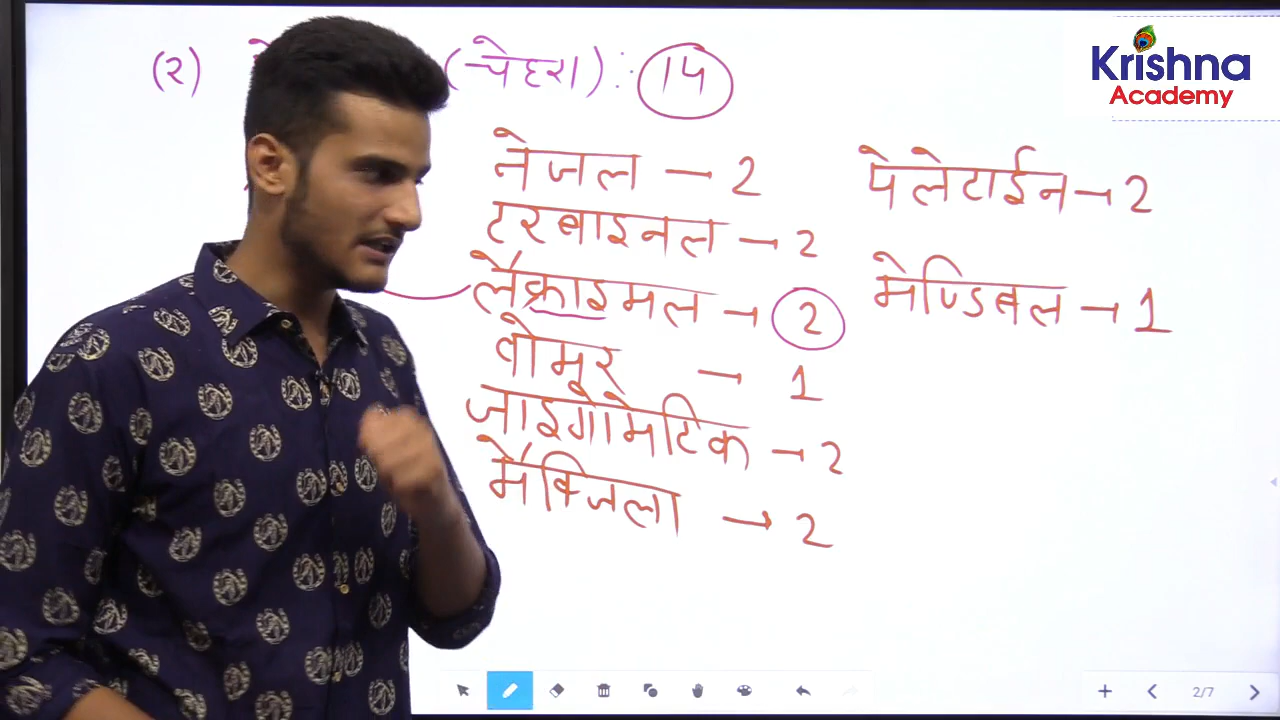 (२) (चेहरा) : 14
नेजल → 2
टरबाइनल → 2
लैक्राइमल → 2
वोमर → 1
जाइगोमेटिक → 2
मैक्जिला → 2
पेलेटाईन → 2
मेण्डिबल → 1
Krishna
Academy
2/7